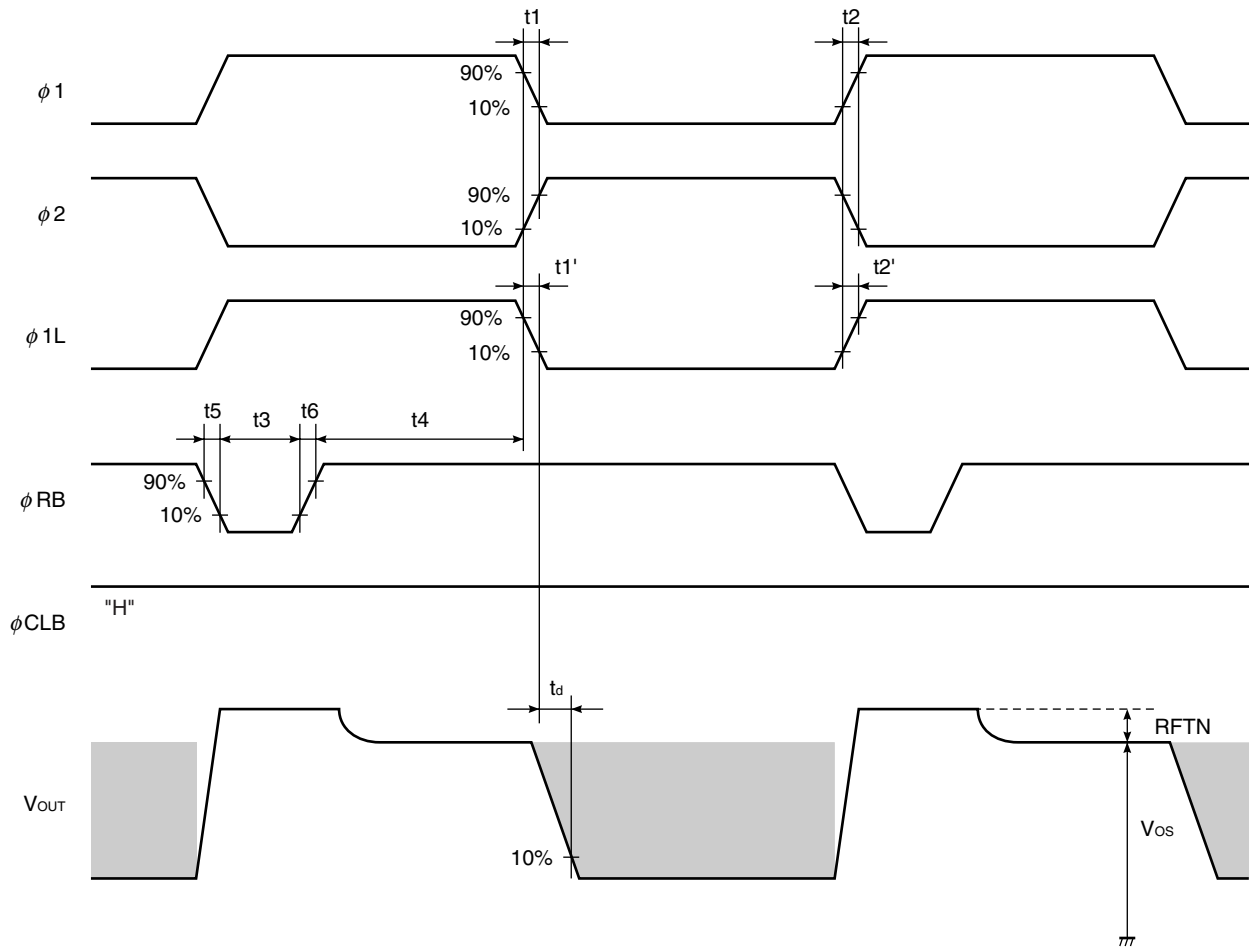 t1 t2
90%
ϕ1
10%
90%
ϕ2
10%
t1' t2'
90%
ϕ1L
10%
t5 t3 t6 t4
90%
ϕRB
10%
"H"
ϕCLB
td
RFTN
VOUT
VOS
10%